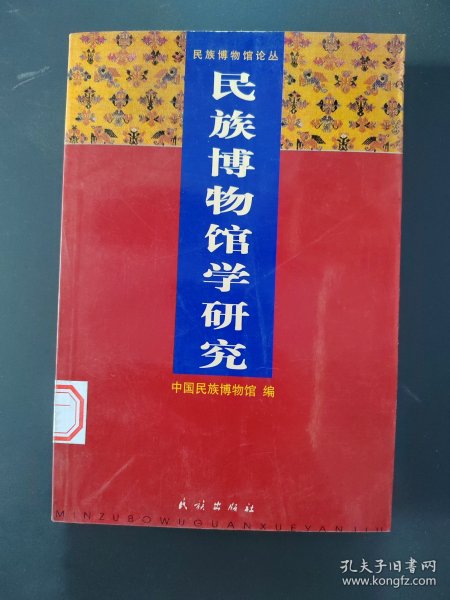 民族博物馆论丛
民族博物馆学研究
中国民族博物馆 编
民族出版社
MINZUBOWUGUANXUEYANJIU
孔夫子旧书网
www.kongfz.com